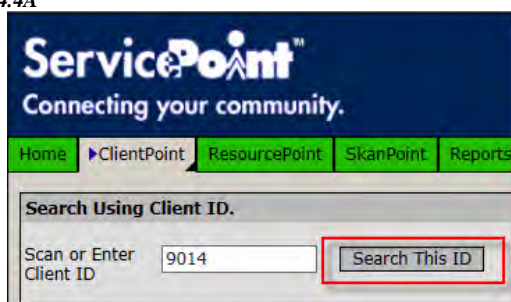 4.4A
ServicePoint™
Connecting your community.
Home ClientPoint ResourcePoint SkanPoint Reports
Search Using Client ID.
Scan or Enter
Client ID
9014
Search This ID